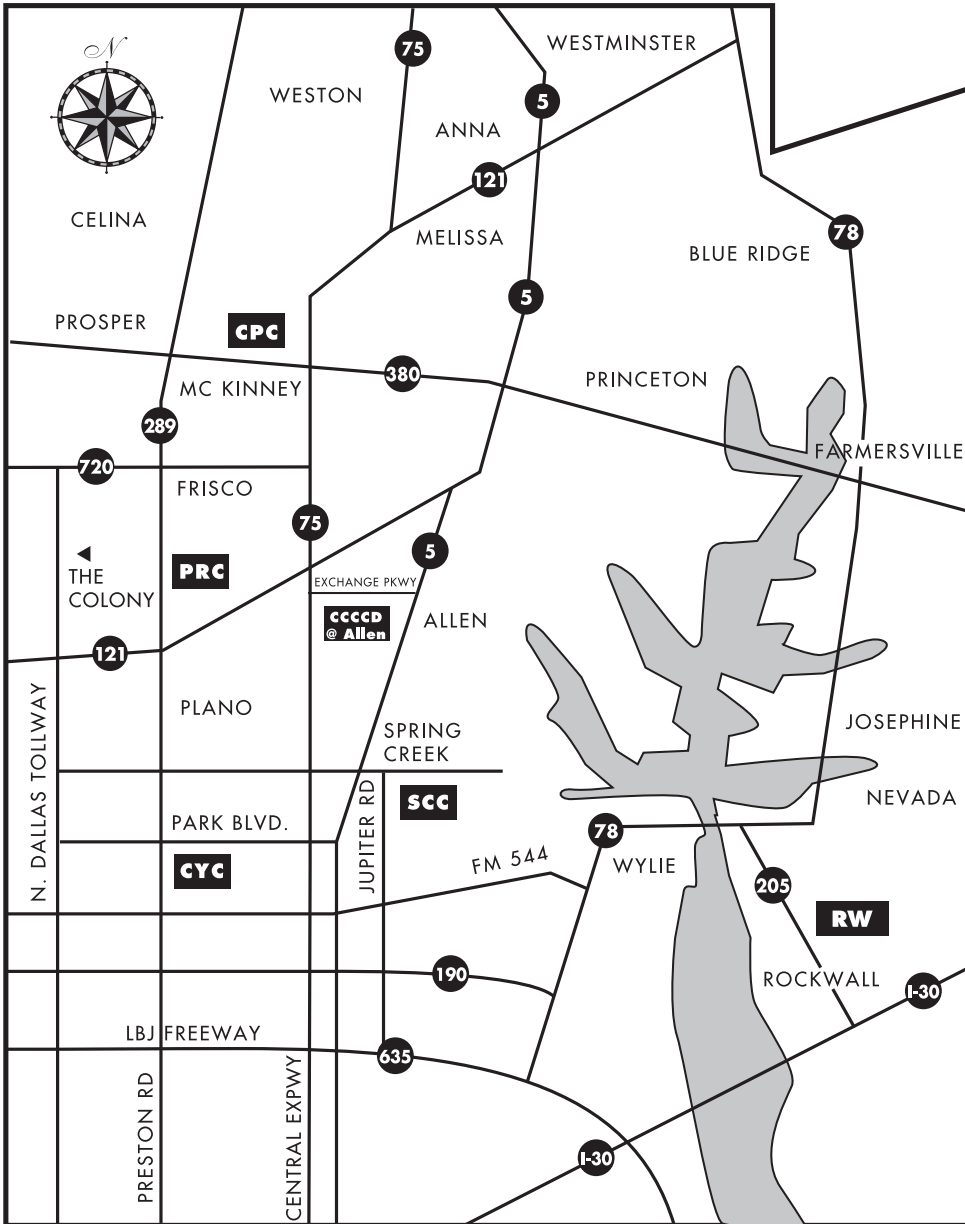 WESTMINSTER
N
75
WESTON
5
ANNA
121
CELINA
MELISSA
78
BLUE RIDGE
5
PROSPER
CPC
380
PRINCETON
MC KINNEY
289
FARMERSVILLE
720
FRISCO
75
5
THE
COLONY
PRC
EXCHANGE PKWY
CCCCD
@ Allen
ALLEN
121
N. DALLAS TOLLWAY
PLANO
SPRING
CREEK
JOSEPHINE
JUPITER RD
SCC
NEVADA
PARK BLVD.
78
CYC
FM 544
WYLIE
205
RW
190
ROCKWALL
I-30
LBJ FREEWAY
635
PRESTON RD
CENTRAL EXPWY
I-30